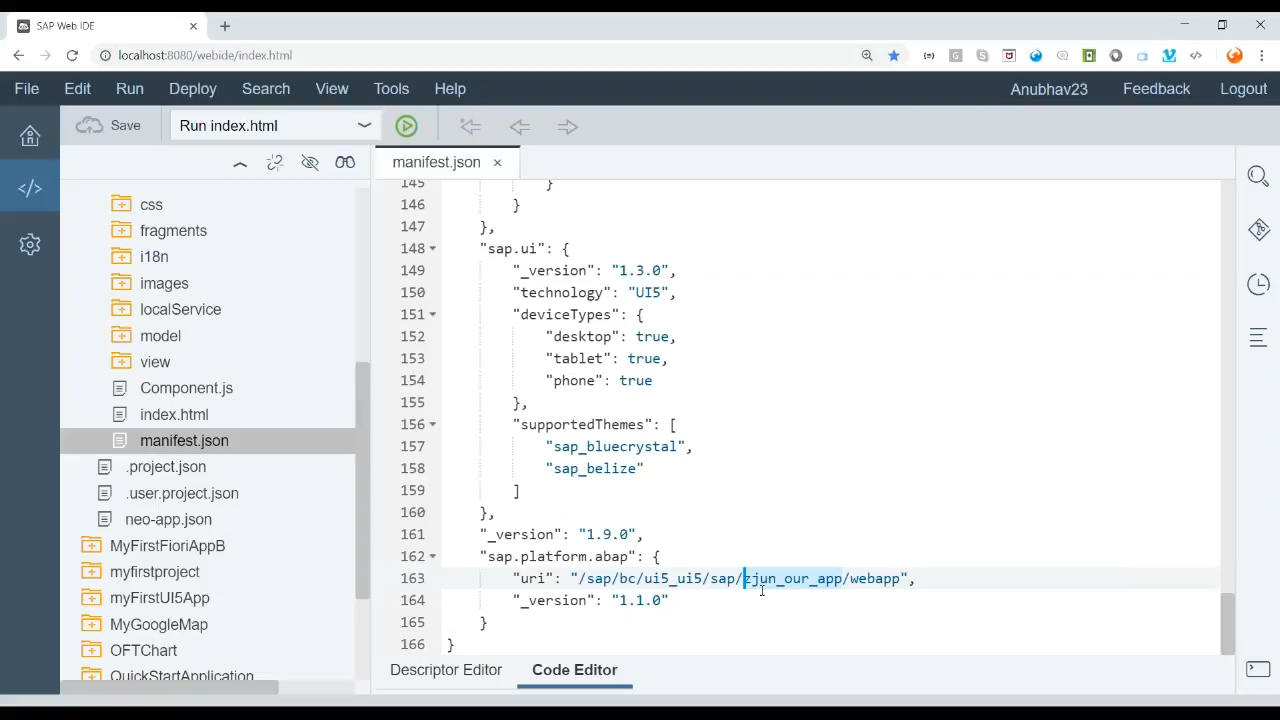 SAP Web IDE
localhost:8080/webide/index.html
File Edit Run Deploy Search View Tools Help Anubhav23 Feedback Logout
Save Run index.html
manifest.json
css
fragments
i18n
images
localService
model
view
Component.js
index.html
manifest.json
.project.json
.user.project.json
neo-app.json
MyFirstFioriAppB
myfirstproject
myFirstUI5App
MyGoogleMap
OFTChart
QuickStartApplication
145 }
146 }
147 },
148 "sap.ui": {
149 "_version": "1.3.0",
150 "technology": "UI5",
151 "deviceTypes": {
152 "desktop": true,
153 "tablet": true,
154 "phone": true
155 },
156 "supportedThemes": [
157 "sap_bluecrystal",
158 "sap_belize"
159 ]
160 },
161 "_version": "1.9.0",
162 "sap.platform.abap": {
163 "uri": "/sap/bc/ui5_ui5/sap/zjun_our_app/webapp",
164 "_version": "1.1.0"
165 }
166 }
Descriptor Editor Code Editor